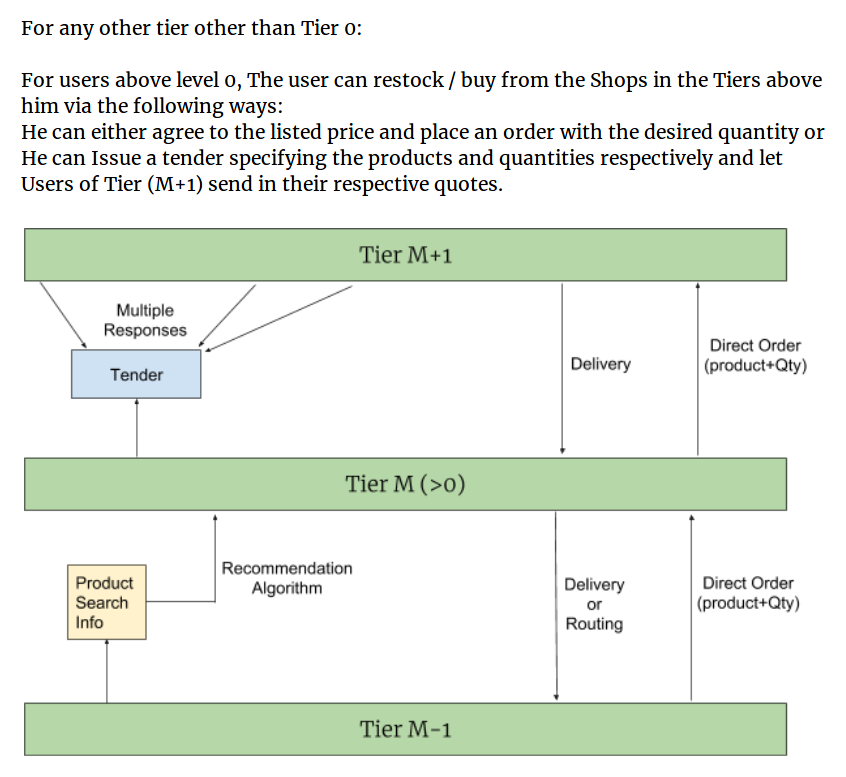 For any other tier other than Tier 0:
For users above level 0, The user can restock / buy from the Shops in the Tiers above
him via the following ways:
He can either agree to the listed price and place an order with the desired quantity or
He can Issue a tender specifying the products and quantities respectively and let
Users of Tier (M+1) send in their respective quotes.
Tier M+1
Multiple
Responses
Tender
Delivery
Direct Order
(product+Qty)
Tier M (>0)
Product
Search
Info
Recommendation
Algorithm
Delivery
or
Routing
Direct Order
(product+Qty)
Tier M-1